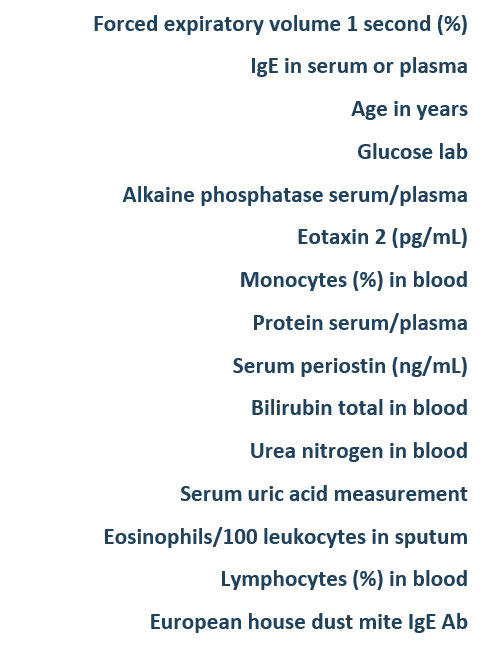 Forced expiratory volume 1 second (%)
IgE in serum or plasma
Age in years
Glucose lab
Alkaine phosphatase serum/plasma
Eotaxin 2 (pg/mL)
Monocytes (%) in blood
Protein serum/plasma
Serum periostin (ng/mL)
Bilirubin total in blood
Urea nitrogen in blood
Serum uric acid measurement
Eosinophils/100 leukocytes in sputum
Lymphocytes (%) in blood
European house dust mite IgE Ab